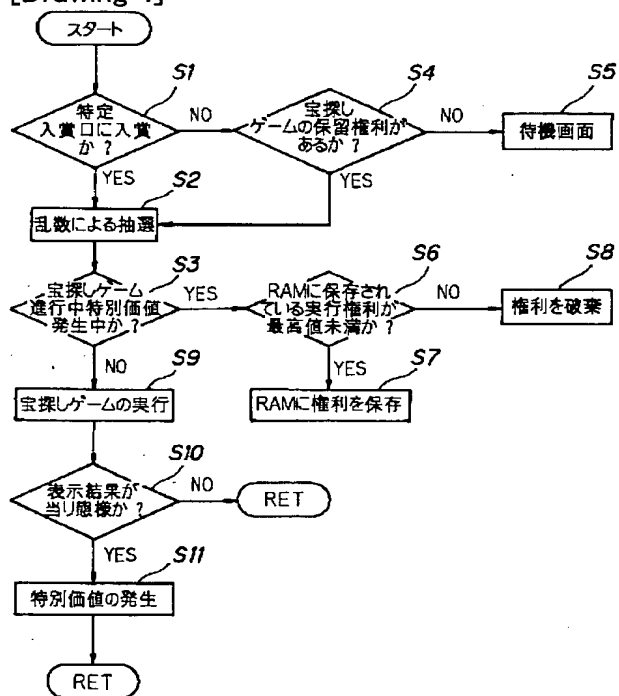 [Drawing 4]
スタート
S1
特定
入賞口に入賞
か？
NO
YES
S4
宝探し
ゲームの保留権利が
あるか？
NO
YES
S5
待機画面
S2
乱数による抽選
S3
宝探しゲーム
進行中特別価値
発生中か？
YES
NO
S6
RAMに保存され
ている実行権利が
最高値未満か？
NO
YES
S8
権利を破棄
S7
RAMに権利を保存
S9
宝探しゲームの実行
S10
表示結果が
当り態様か？
NO
RET
YES
S11
特別価値の発生
RET